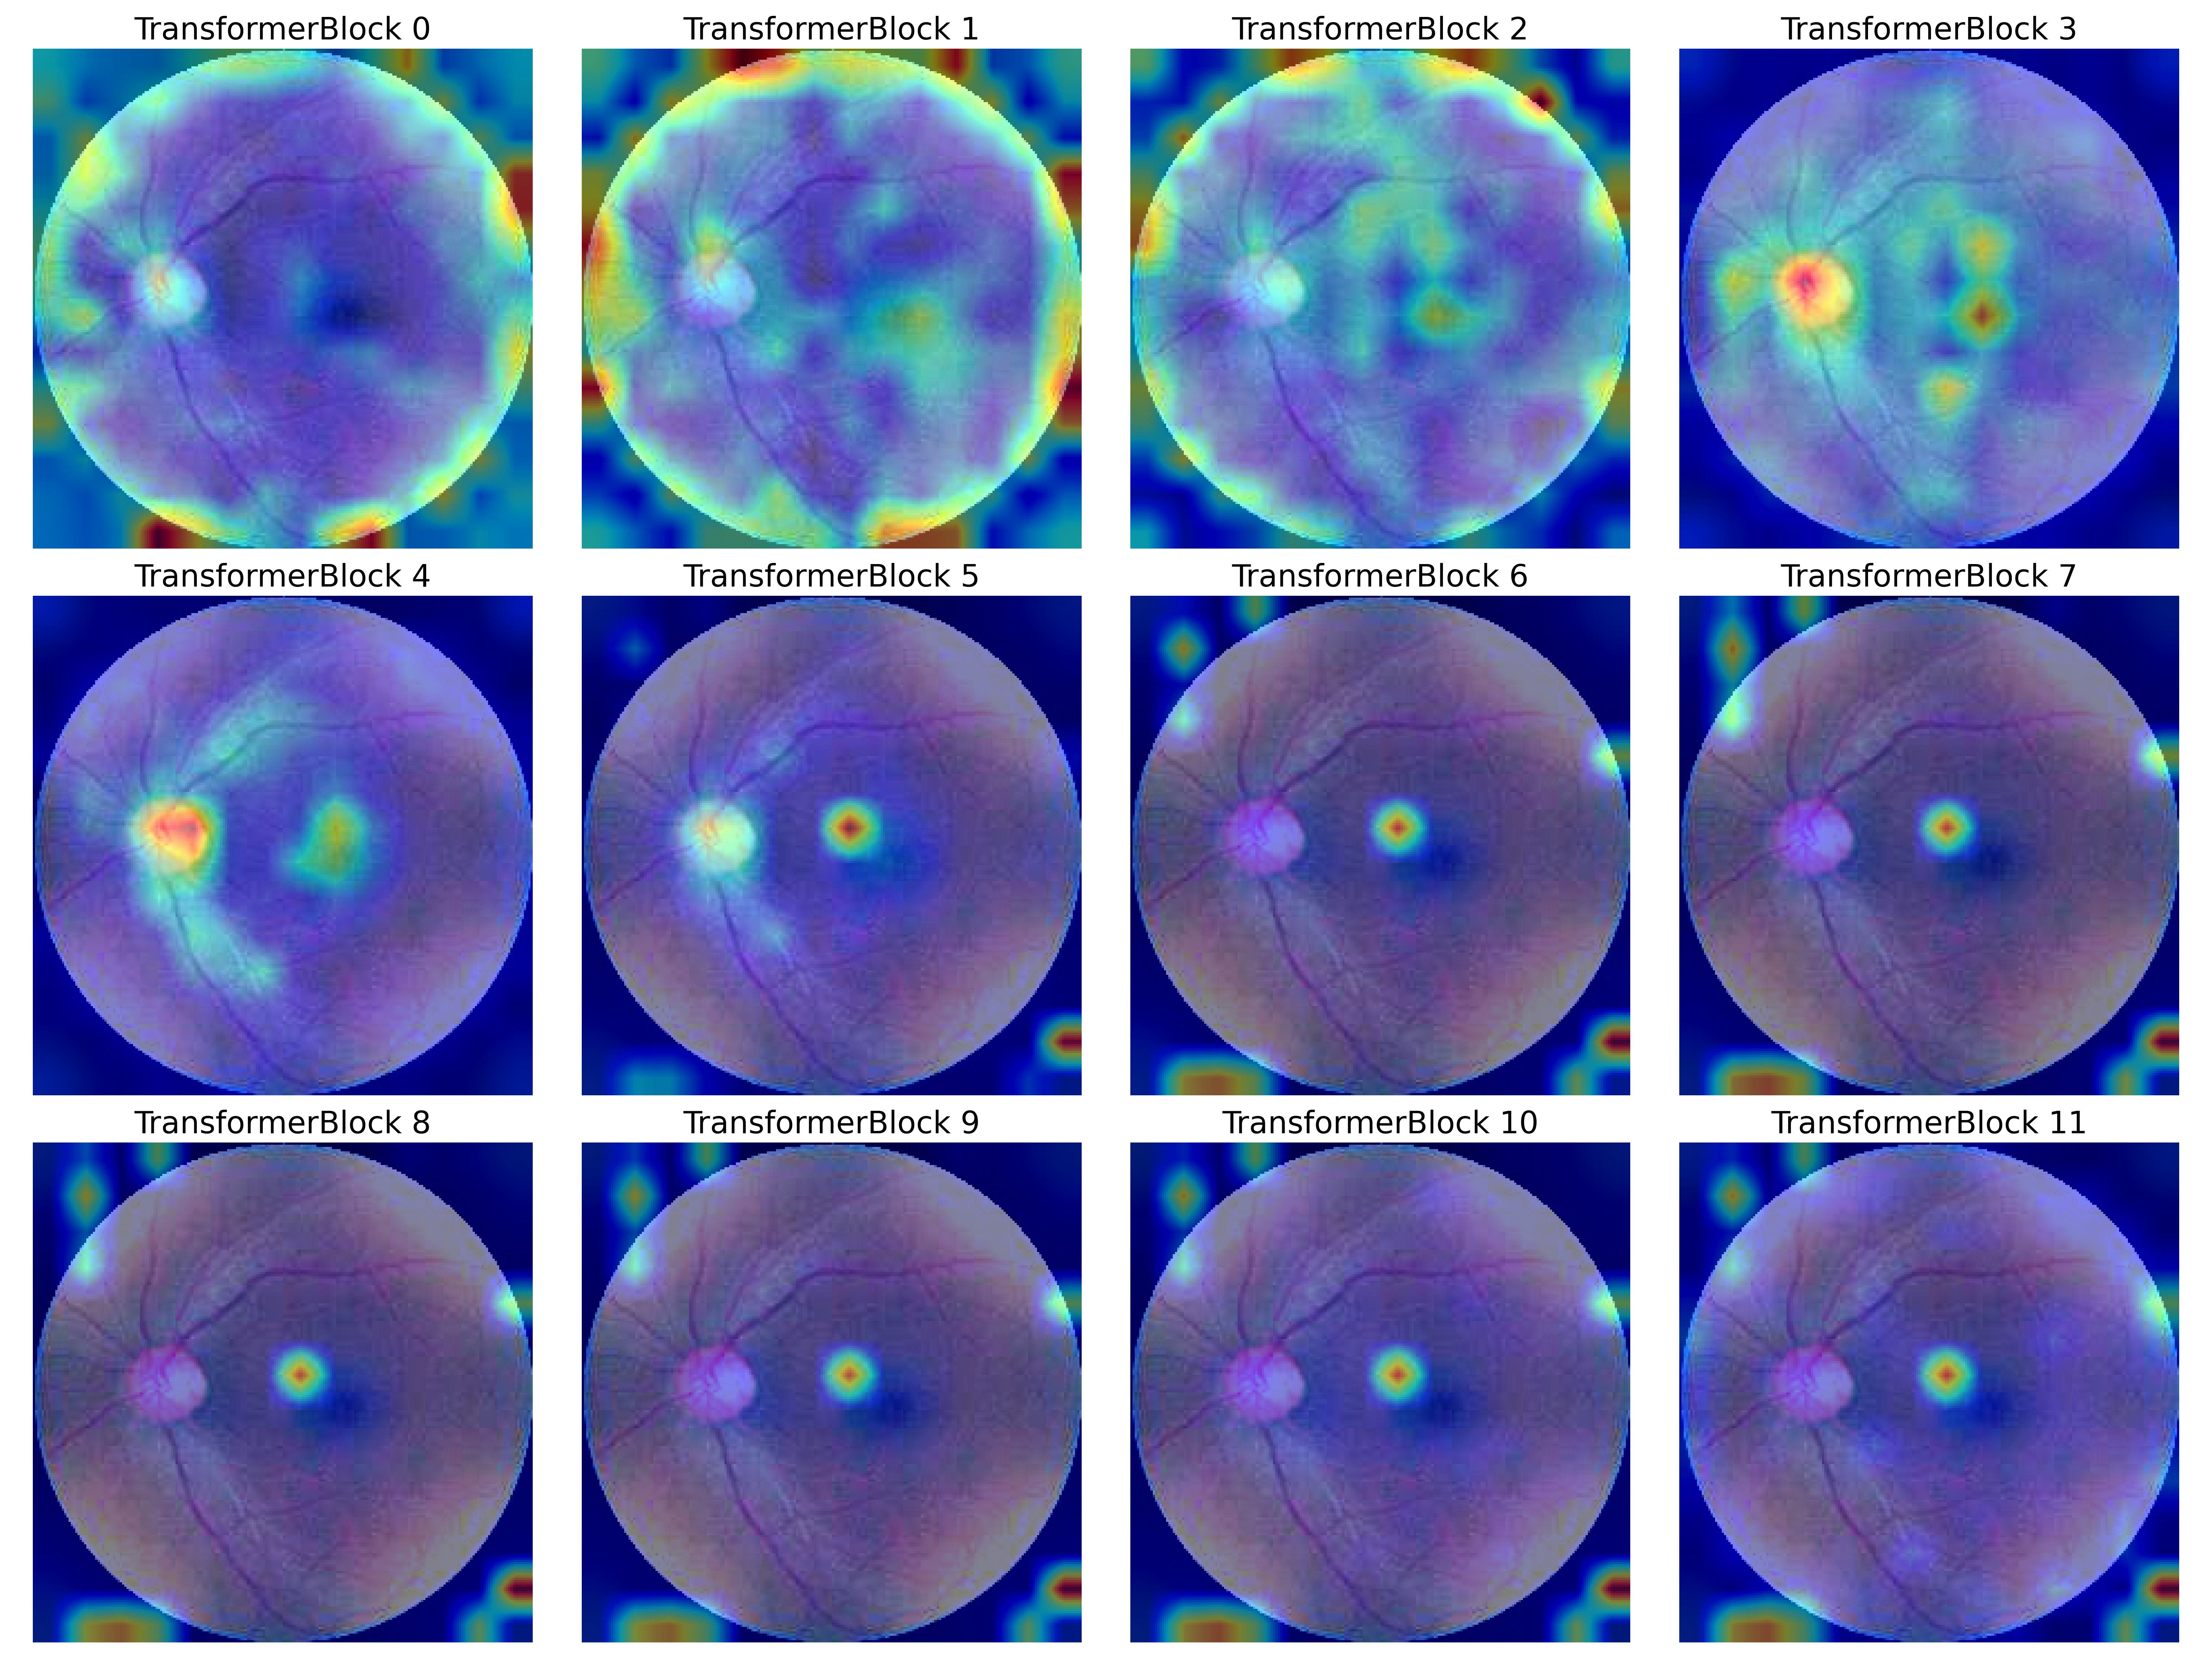 TransformerBlock 0
TransformerBlock 1
TransformerBlock 2
TransformerBlock 3
TransformerBlock 4
TransformerBlock 5
TransformerBlock 6
TransformerBlock 7
TransformerBlock 8
TransformerBlock 9
TransformerBlock 10
TransformerBlock 11